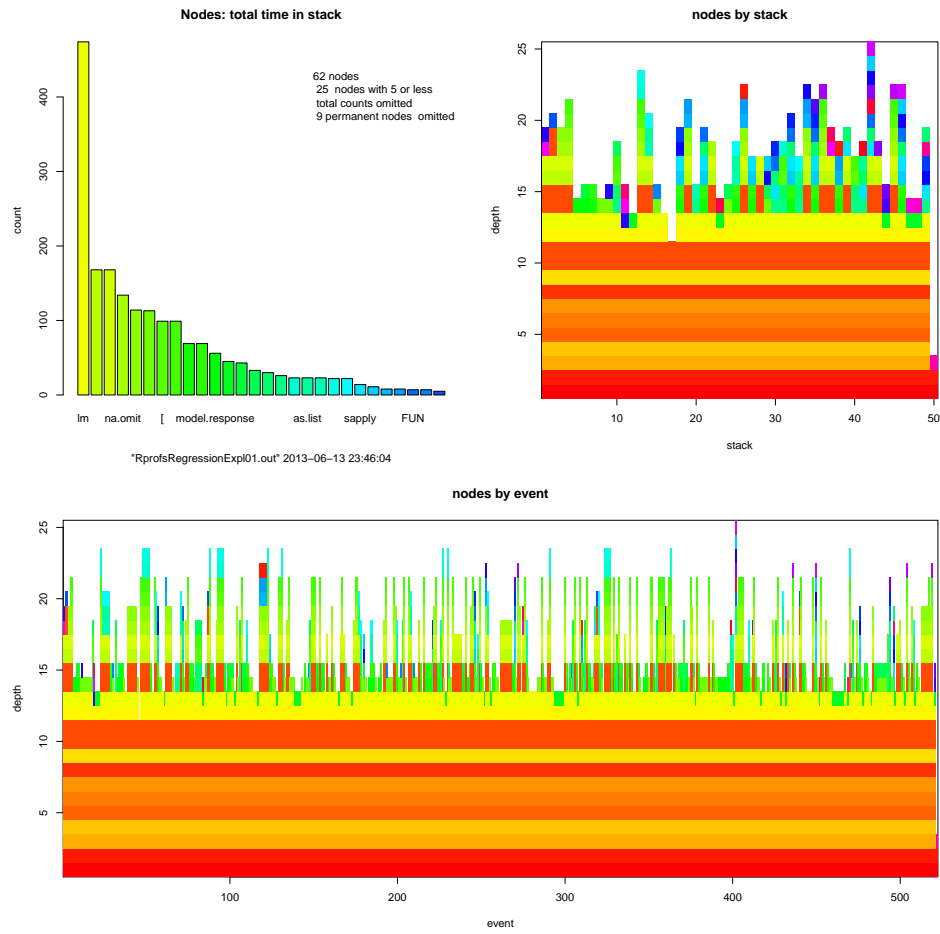 Nodes: total time in stack
62 nodes
25 nodes with 5 or less
total counts omitted
9 permanent nodes omitted
count
0
100
200
300
400
lm na.omit [ model.response as.list sapply FUN
"RprofsRegressionExpl01.out" 2013–06–13 23:46:04
nodes by stack
depth
5
10
15
20
25
10 20 30 40 50
stack
nodes by event
depth
5
10
15
20
25
100 200 300 400 500
event